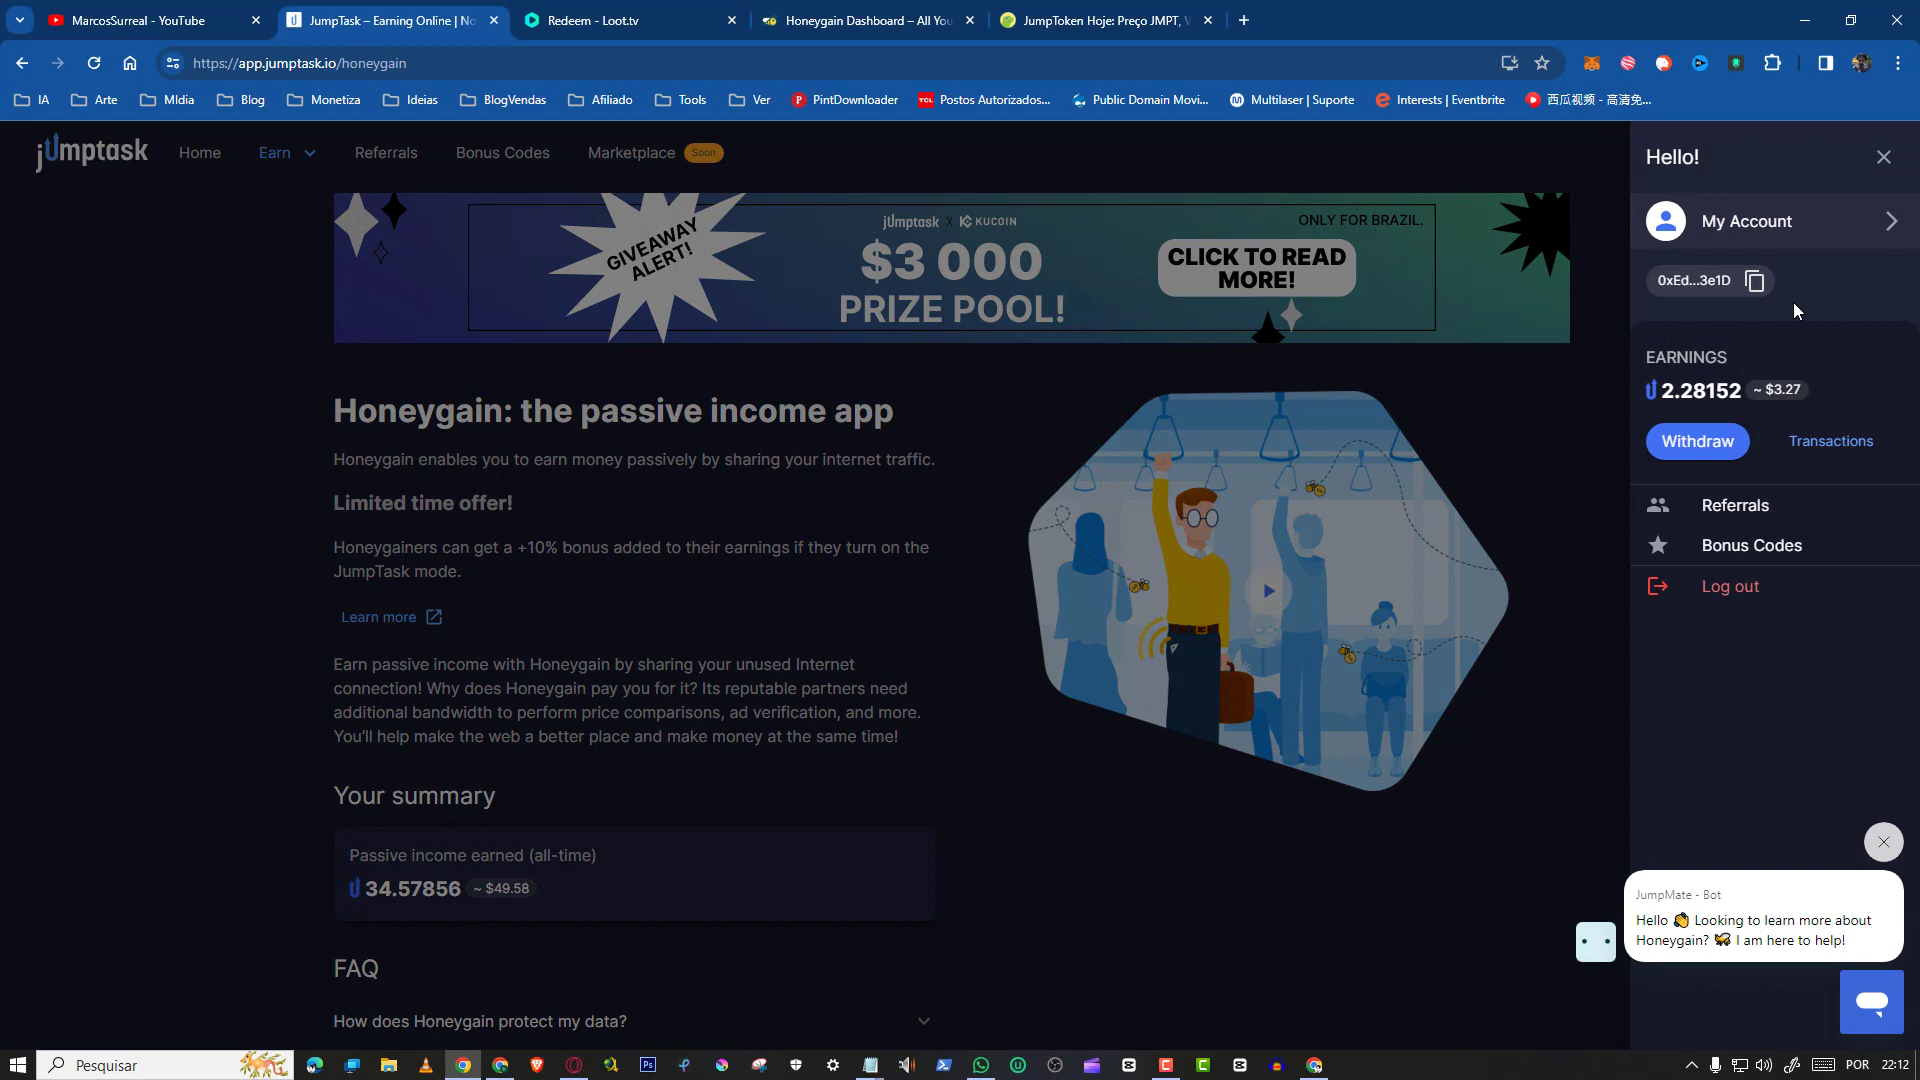 MarcosSurreal - YouTube
JumpTask – Earning Online | No
Redeem - Loot.tv
Honeygain Dashboard – All You
JumpToken Hoje: Preço JMPT, V
https://app.jumptask.io/honeygain
IA
Arte
MIdia
Blog
Monetiza
Ideias
BlogVendas
Afiliado
Tools
Ver
PintDownloader
TCL
Postos Autorizados...
Public Domain Movi...
Multilaser | Suporte
Interests | Eventbrite
西瓜视频 - 高清免...
jumptask
Home
Earn
Referrals
Bonus Codes
Marketplace
Soon
GIVEAWAY
ALERT!
jumptask X KUCOIN
$3 000
PRIZE POOL!
ONLY FOR BRAZIL.
CLICK TO READ
MORE!
Honeygain: the passive income app
Honeygain enables you to earn money passively by sharing your internet traffic.
Limited time offer!
Honeygainers can get a +10% bonus added to their earnings if they turn on the
JumpTask mode.
Learn more
Earn passive income with Honeygain by sharing your unused Internet
connection! Why does Honeygain pay you for it? Its reputable partners need
additional bandwidth to perform price comparisons, ad verification, and more.
You'll help make the web a better place and make money at the same time!
Your summary
Passive income earned (all-time)
34.57856 ~ $49.58
FAQ
How does Honeygain protect my data?
Hello!
My Account
0xEd...3e1D
EARNINGS
2.28152 ~ $3.27
Withdraw
Transactions
Referrals
Bonus Codes
Log out
JumpMate - Bot
Hello 👋 Looking to learn more about
Honeygain? 🐝 I am here to help!
Pesquisar
Ps
POR
22:12